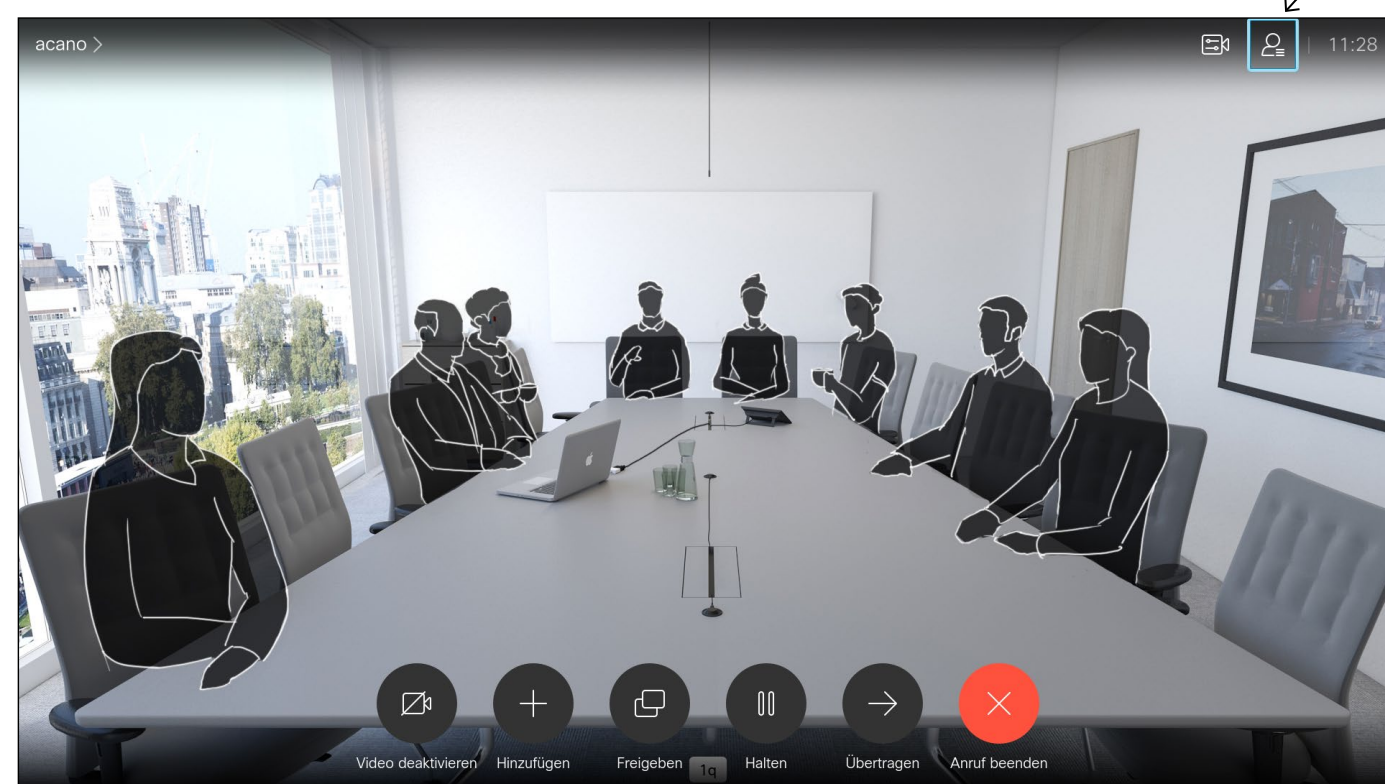 acano >
11:28
Video deaktivieren
Hinzufügen
Freigeben
Halten
Übertragen
Anruf beenden
1q